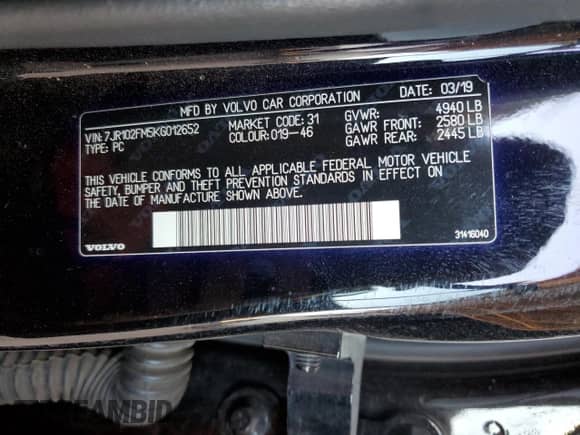 MFD BY VOLVO CAR CORPORATION DATE: 03/19
VIN: 7JR102FM5KG012652 MARKET CODE: 31 GVWR: 4940 LB
TYPE: PC COLOUR: 019-46 GAWR FRONT: 2580 LB
GAWR REAR: 2445 LB
THIS VEHICLE CONFORMS TO ALL APPLICABLE FEDERAL MOTOR VEHICLE
SAFETY, BUMPER AND THEFT PREVENTION STANDARDS IN EFFECT ON
THE DATE OF MANUFACTURE SHOWN ABOVE.
VOLVO 31416040